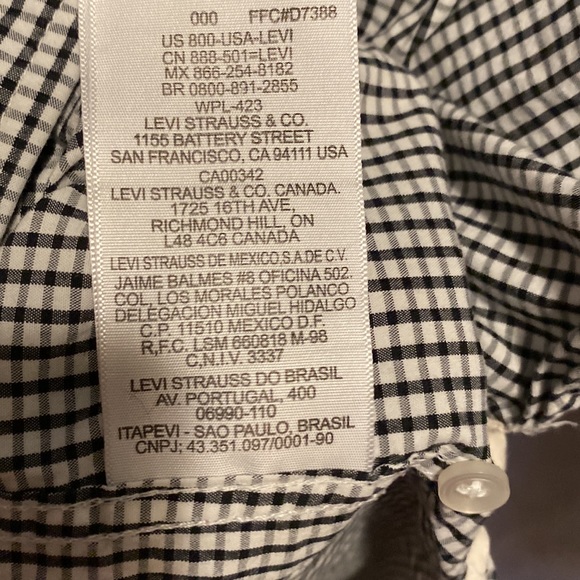 000 FFC#D7388
US 800-USA-LEVI
CN 888-501=LEVI
MX 866-254-8182
BR 0800-891-2855
WPL-423
LEVI STRAUSS & CO.
1155 BATTERY STREET
SAN FRANCISCO, CA 94111 USA
CA00342
LEVI STRAUSS & CO. CANADA.
1725 16TH AVE,
RICHMOND HILL, ON
L48 4C6 CANADA
LEVI STRAUSS DE MEXICO.S.A.DE C.V.
JAIME BALMES #8 OFICINA 502.
COL, LOS MORALES POLANCO
DELEGACION MIGUEL HIDALGO
C.P. 11510 MEXICO D.F.
R,F.C. LSM 660818 M-98
C,N.I.V. 3337
LEVI STRAUSS DO BRASIL
AV. PORTUGAL, 400
06990-110
ITAPEVI - SAO PAULO, BRASIL
CNPJ; 43.351.097/0001-90